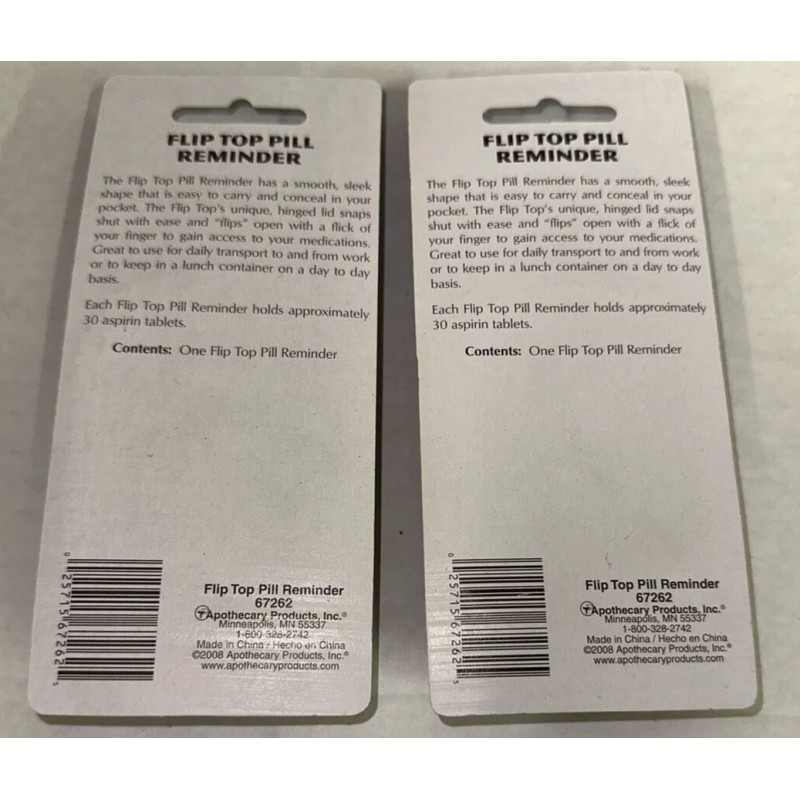 FLIP TOP PILL
REMINDER
The Flip Top Pill Reminder has a smooth, sleek
shape that is easy to carry and conceal in your
pocket. The Flip Top's unique, hinged lid snaps
shut with ease and "flips" open with a flick of
your finger to gain access to your medications.
Great to use for daily transport to and from work
or to keep in a lunch container on a day to day
basis.
Each Flip Top Pill Reminder holds approximately
30 aspirin tablets.
Contents: One Flip Top Pill Reminder
0 25715 67262 5
Flip Top Pill Reminder
67262
Apothecary Products, Inc.®
Minneapolis, MN 55337
1-800-328-2742
Made in China / Hecho en China
©2008 Apothecary Products, Inc.®
www.apothecaryproducts.com
FLIP TOP PILL
REMINDER
The Flip Top Pill Reminder has a smooth, sleek
shape that is easy to carry and conceal in your
pocket. The Flip Top's unique, hinged lid snaps
shut with ease and "flips" open with a flick of
your finger to gain access to your medications.
Great to use for daily transport to and from work
or to keep in a lunch container on a day to day
basis.
Each Flip Top Pill Reminder holds approximately
30 aspirin tablets.
Contents: One Flip Top Pill Reminder
0 25715 67262 5
Flip Top Pill Reminder
67262
Apothecary Products, Inc.®
Minneapolis, MN 55337
1-800-328-2742
Made in China / Hecho en China
©2008 Apothecary Products, Inc.®
www.apothecaryproducts.com